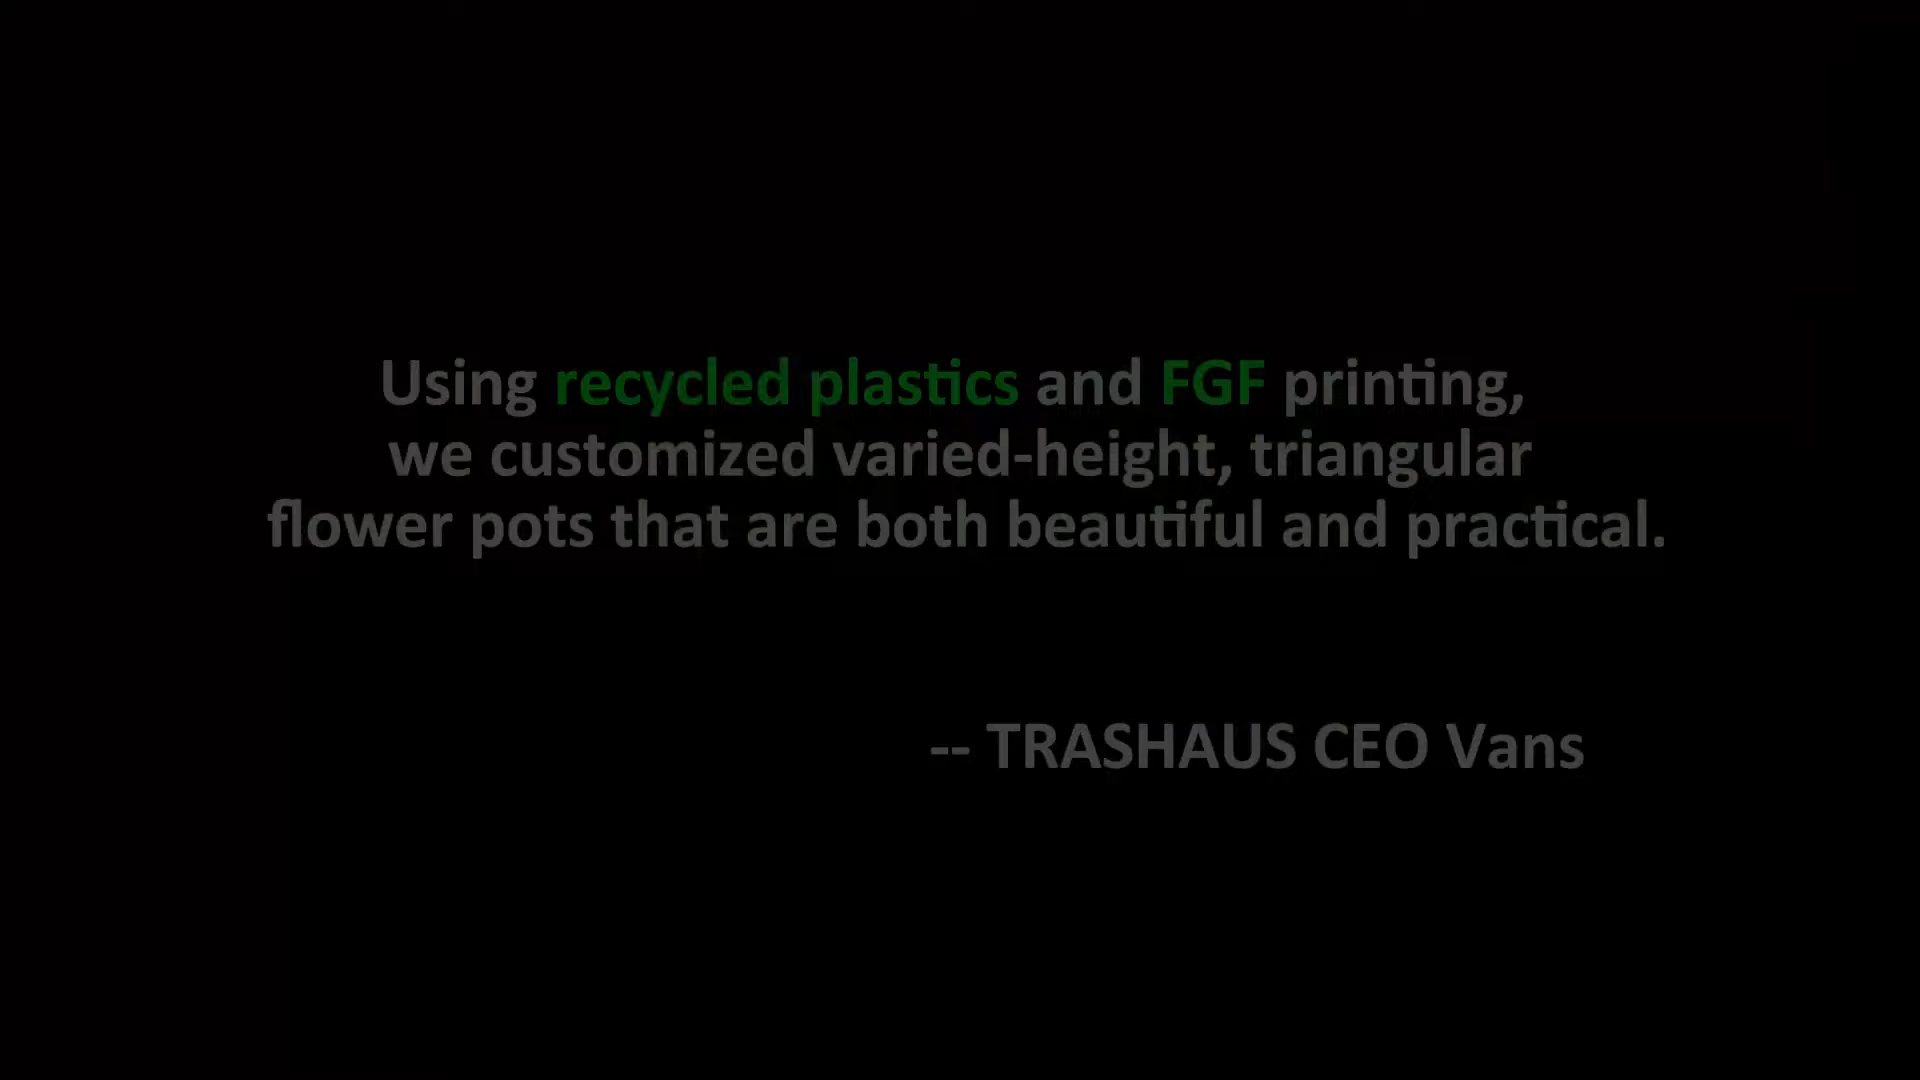 Using recycled plastics and FGF printing,
we customized varied-height, triangular
flower pots that are both beautiful and practical.
-- TRASHAUS CEO Vans